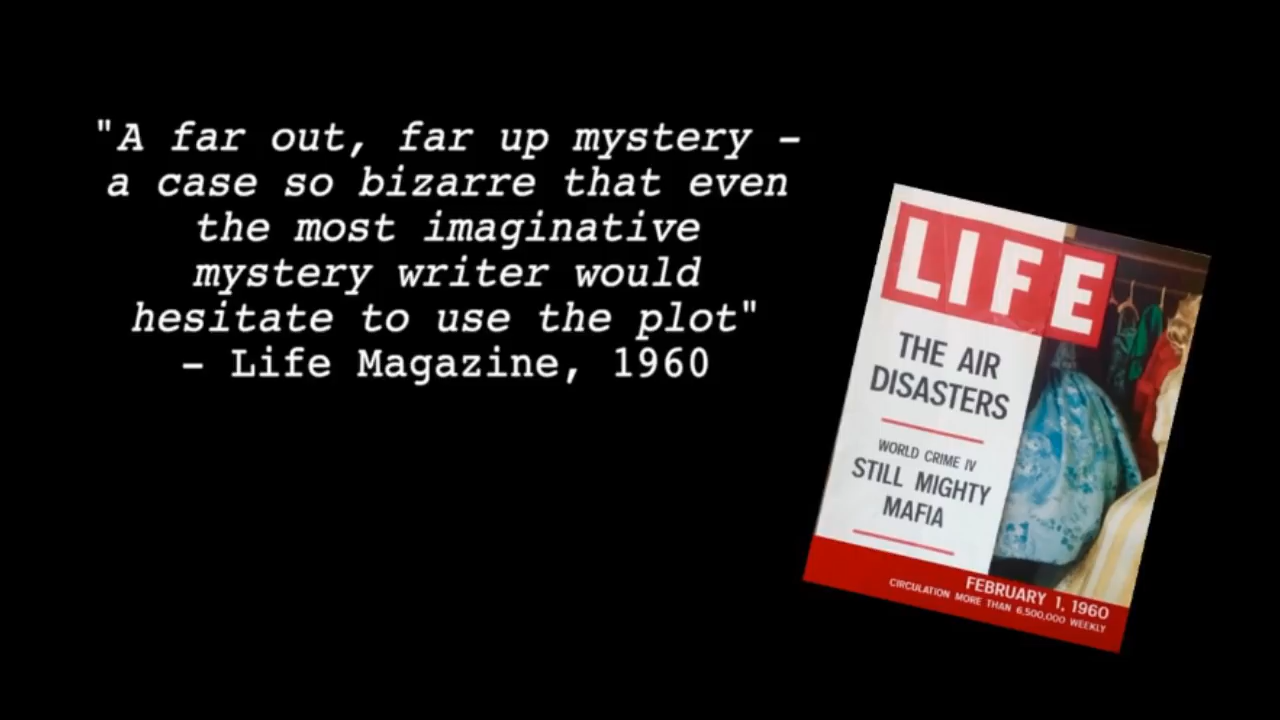 "A far out, far up mystery –
a case so bizarre that even
the most imaginative
mystery writer would
hesitate to use the plot"
– Life Magazine, 1960
LIFE
THE AIR
DISASTERS
WORLD CRIME IV
STILL MIGHTY
MAFIA
FEBRUARY 1, 1960
CIRCULATION MORE THAN 6,500,000 WEEKLY